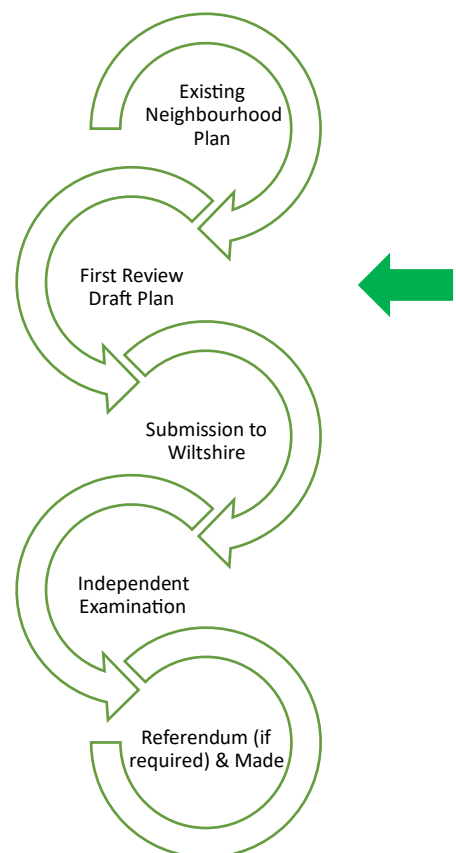 Existing
Neighbourhood
Plan
First Review
Draft Plan
Submission to
Wiltshire
Independent
Examination
Referendum (if
required) & Made